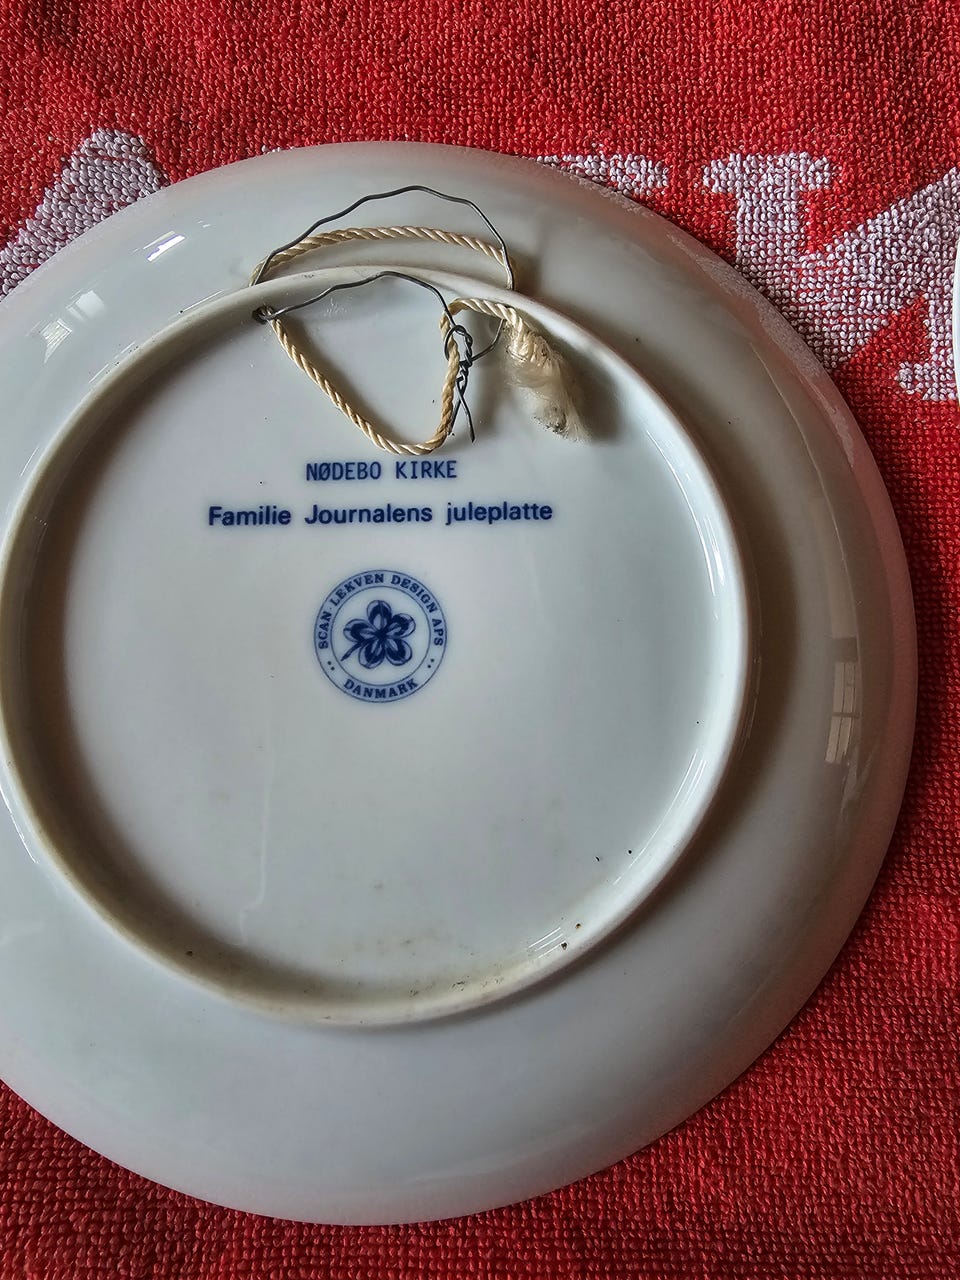 NØDEBO KIRKE
Familie Journalens juleplatte
SCAN·LEKVEN DESIGN APS
DANMARK